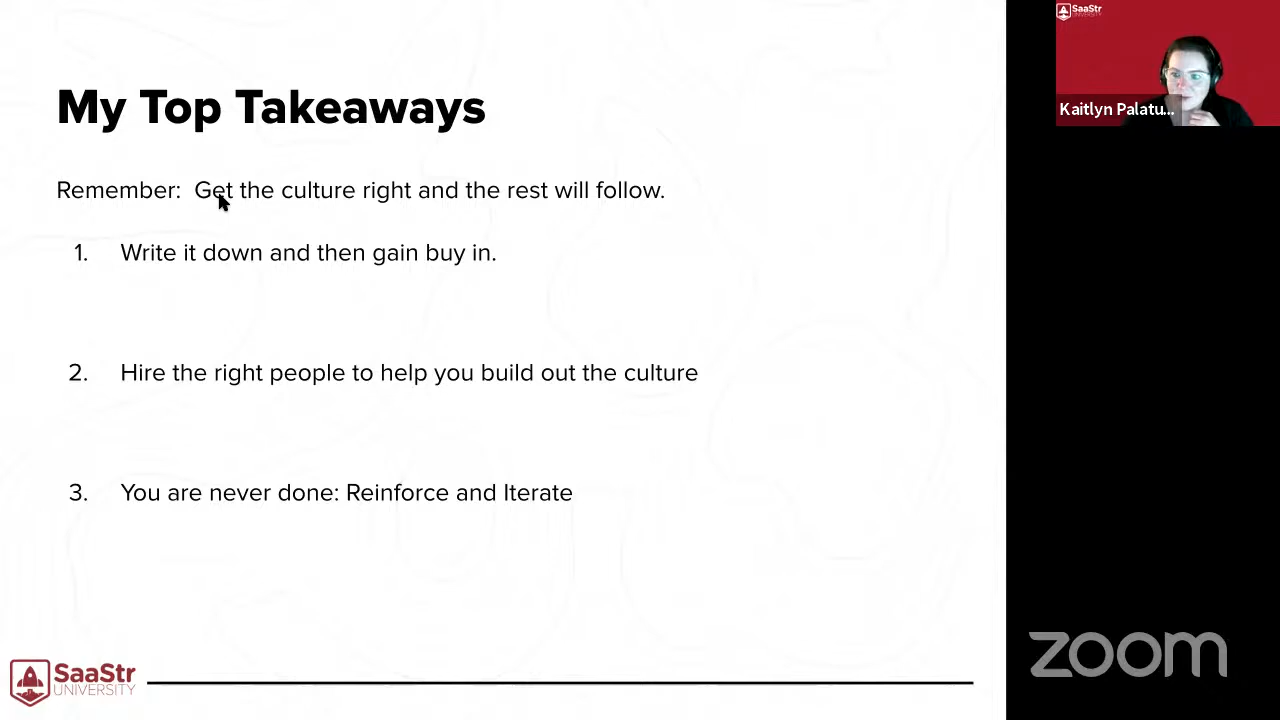 My Top Takeaways
Remember: Get the culture right and the rest will follow.
1. Write it down and then gain buy in.
2. Hire the right people to help you build out the culture
3. You are never done: Reinforce and Iterate
SaaStr
UNIVERSITY
SaaStr
UNIVERSITY
Kaitlyn Palatu...
zoom